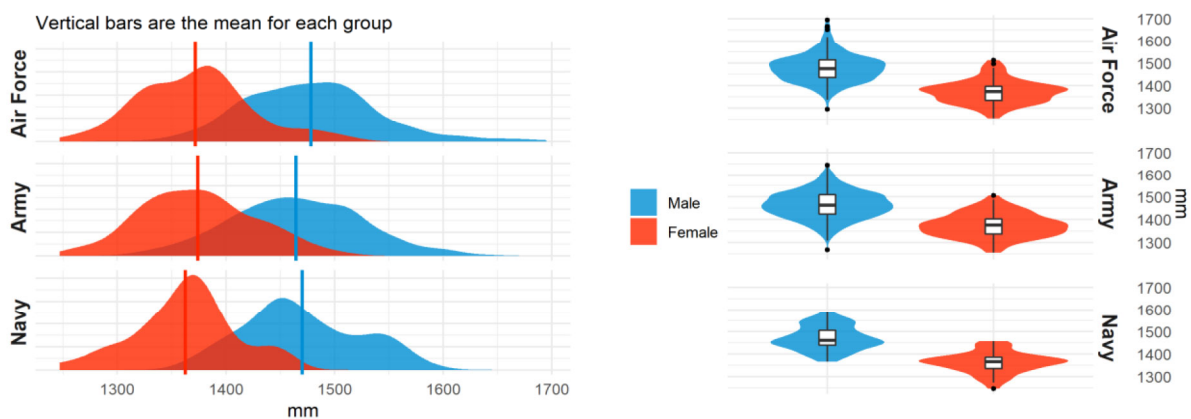 Vertical bars are the mean for each group
Air Force
Army
Navy
1300 1400 1500 1600 1700
mm
Male
Female
1700
1600
1500
1400
1300
Air Force
1700
1600
1500
1400
1300
Army
mm
1700
1600
1500
1400
1300
Navy